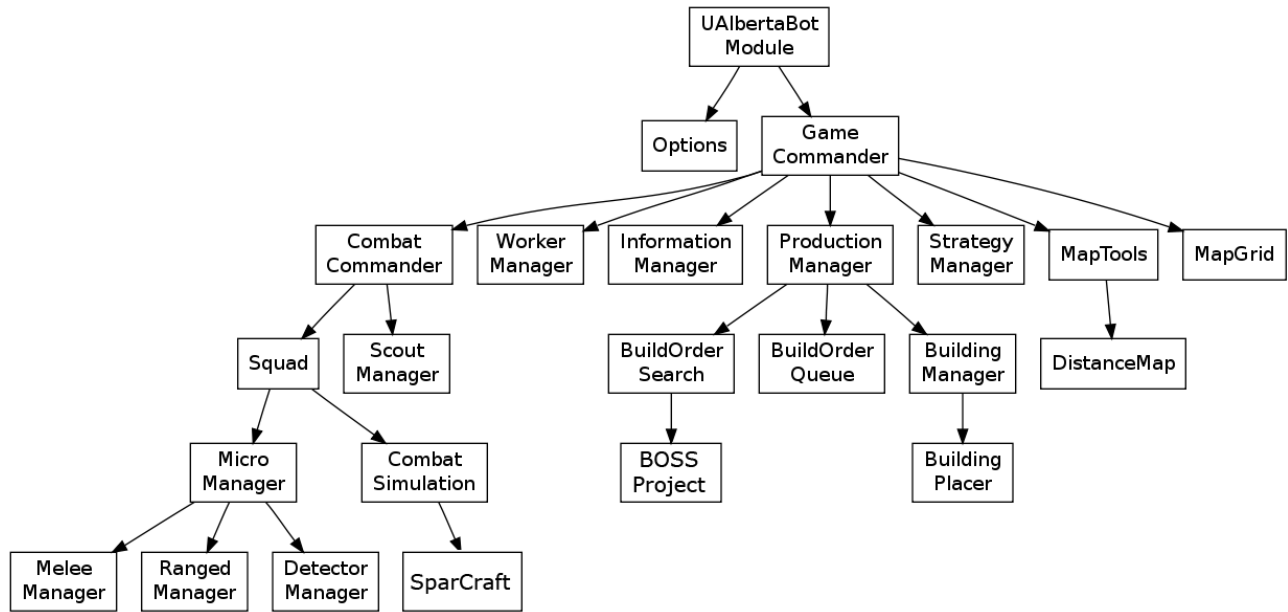 UAlbertaBot
Module
Options
Game
Commander
Combat
Commander
Worker
Manager
Information
Manager
Production
Manager
Strategy
Manager
MapTools
MapGrid
Squad
Scout
Manager
BuildOrder
Search
BuildOrder
Queue
Building
Manager
DistanceMap
Micro
Manager
Combat
Simulation
BOSS
Project
Building
Placer
Melee
Manager
Ranged
Manager
Detector
Manager
SparCraft